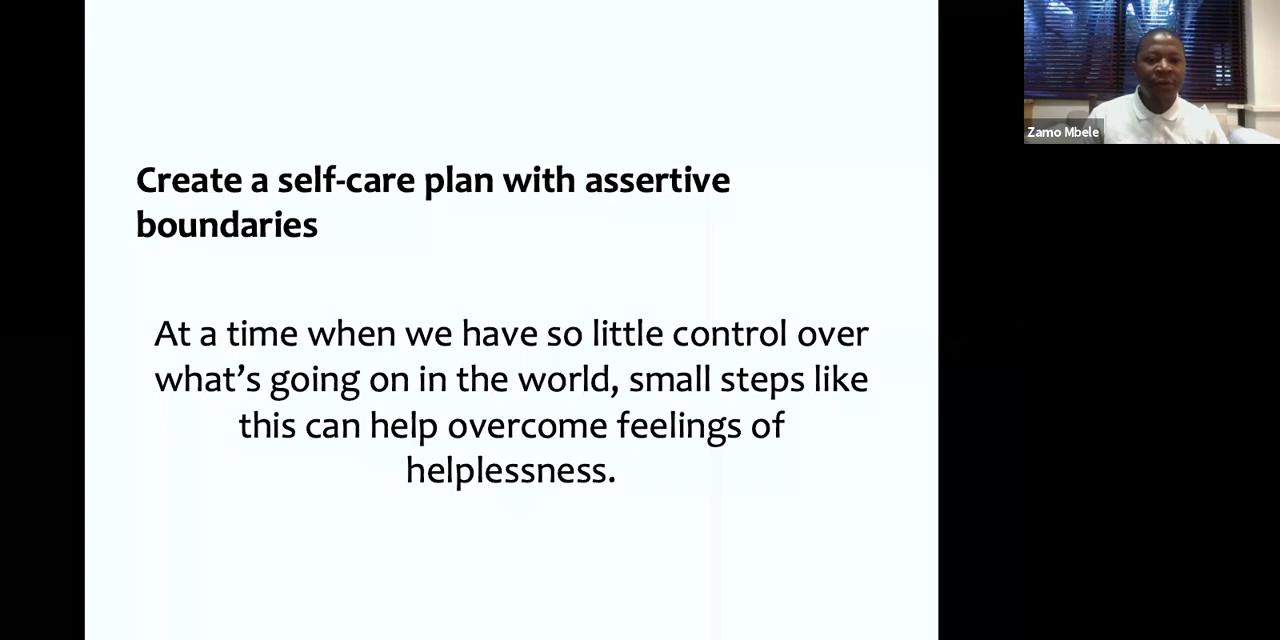 Create a self-care plan with assertive
boundaries
At a time when we have so little control over
what’s going on in the world, small steps like
this can help overcome feelings of
helplessness.
Zamo Mbele